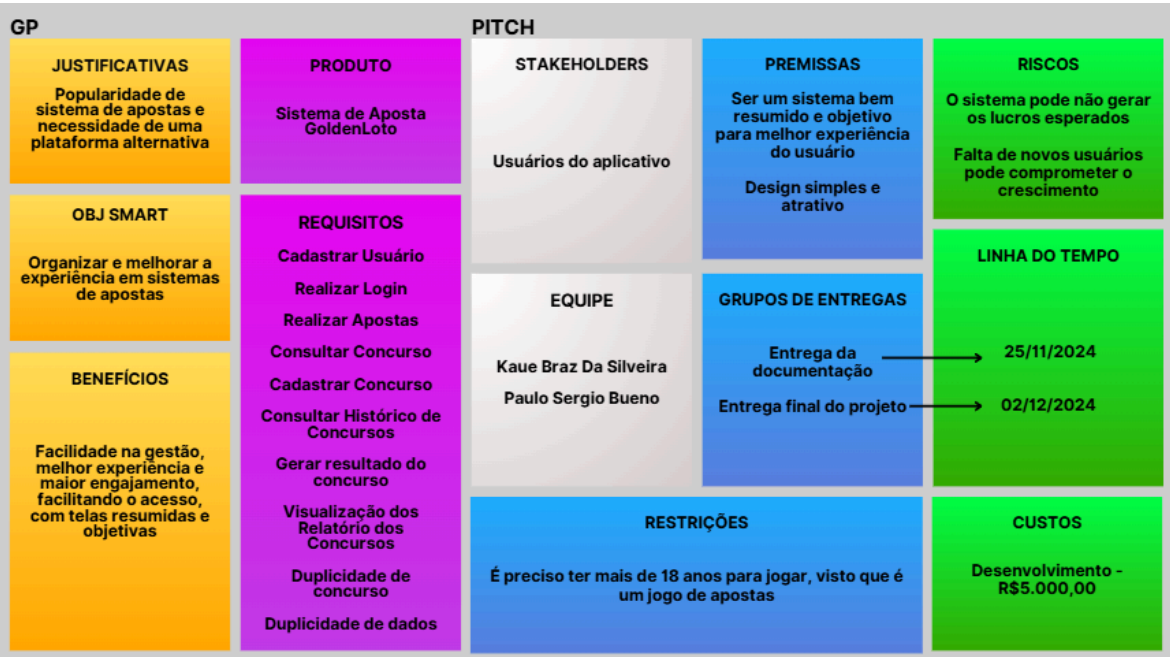 GP
PITCH
JUSTIFICATIVAS
Popularidade de
sistema de apostas e
necessidade de uma
plataforma alternativa
OBJ SMART
Organizar e melhorar a
experiência em sistemas
de apostas
BENEFÍCIOS
Facilidade na gestão,
melhor experiência e
maior engajamento,
facilitando o acesso,
com telas resumidas e
objetivas
PRODUTO
Sistema de Aposta
GoldenLoto
REQUISITOS
Cadastrar Usuário
Realizar Login
Realizar Apostas
Consultar Concurso
Cadastrar Concurso
Consultar Histórico de
Concursos
Gerar resultado do
concurso
Visualização dos
Relatório dos
Concursos
Duplicidade de
concurso
Duplicidade de dados
STAKEHOLDERS
Usuários do aplicativo
EQUIPE
Kaue Braz Da Silveira
Paulo Sergio Bueno
PREMISSAS
Ser um sistema bem
resumido e objetivo
para melhor experiência
do usuário
Design simples e
atrativo
GRUPOS DE ENTREGAS
Entrega da
documentação
Entrega final do projeto
RISCOS
O sistema pode não gerar
os lucros esperados
Falta de novos usuários
pode comprometer o
crescimento
LINHA DO TEMPO
25/11/2024
02/12/2024
RESTRIÇÕES
É preciso ter mais de 18 anos para jogar, visto que é
um jogo de apostas
CUSTOS
Desenvolvimento -
R$5.000,00